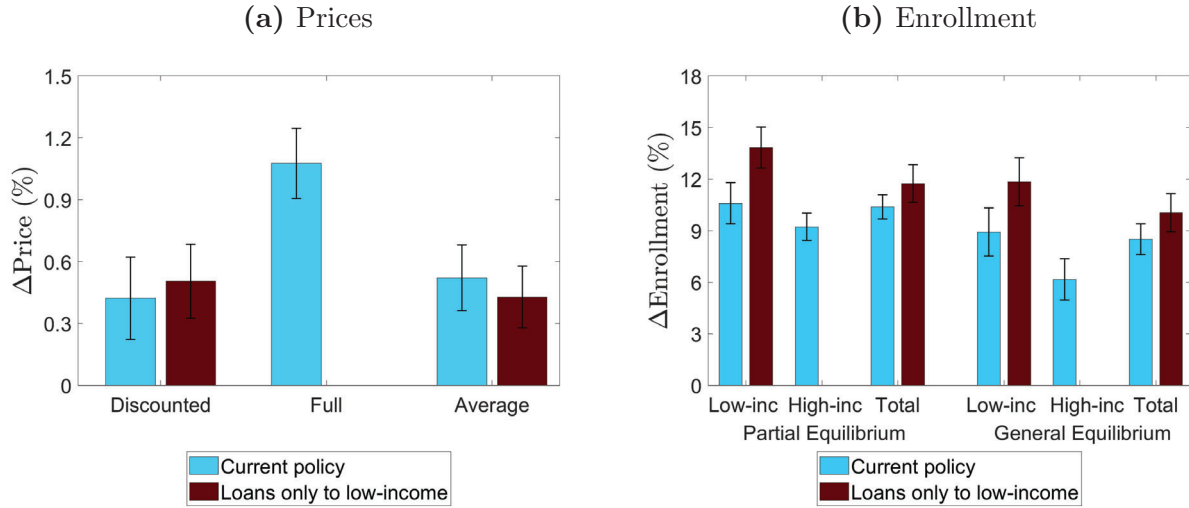 (a) Prices
1.5
1.2
0.9
0.6
0.3
0
ΔPrice (%)
Discounted Full Average
Current policy
Loans only to low-income
(b) Enrollment
18
15
12
9
6
3
0
ΔEnrollment (%)
Low-inc High-inc Total Low-inc High-inc Total
Partial Equilibrium General Equilibrium
Current policy
Loans only to low-income